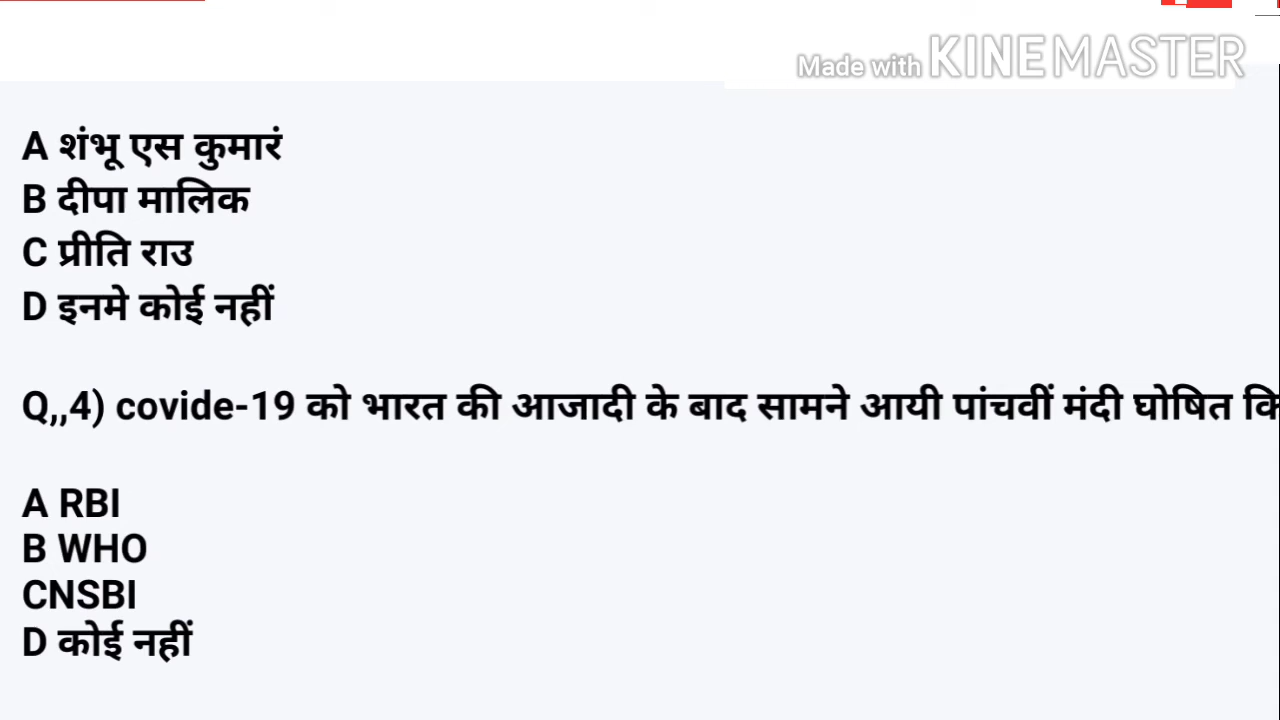 Made with KINEMASTER
A शंभू एस कुमारं
B दीपा मालिक
C प्रीति राउ
D इनमे कोई नहीं
Q,,4) covide-19 को भारत की आजादी के बाद सामने आयी पांचवीं मंदी घोषित
A RBI
B WHO
CNSBI
D कोई नहीं